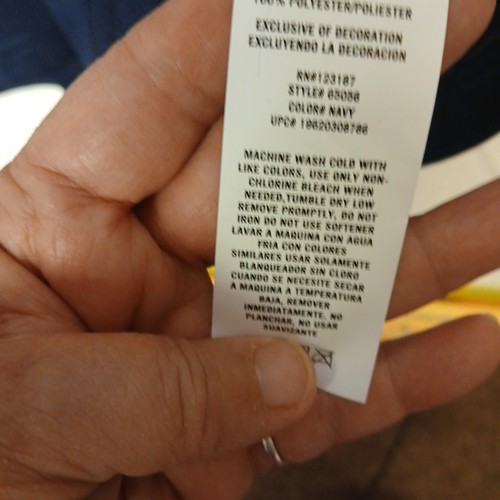 100% POLYESTER/POLIESTER
EXCLUSIVE OF DECORATION
EXCLUYENDO LA DECORACION
RN#123187
STYLE# 65058
COLOR# NAVY
UPC# 19620308786
MACHINE WASH COLD WITH
LIKE COLORS, USE ONLY NON-
CHLORINE BLEACH WHEN
NEEDED,TUMBLE DRY LOW
REMOVE PROMPTLY, DO NOT
IRON DO NOT USE SOFTENER
LAVAR A MAQUINA CON AGUA
FRIA CON COLORES
SIMILARES USAR SOLAMENTE
BLANQUEADOR SIN CLORO
CUANDO SE NECESITE SECAR
A MAQUINA A TEMPERATURA
BAJA, REMOVER
INMEDIATAMENTE, NO
PLANCHAR, NO USAR
SUAVIZANTE